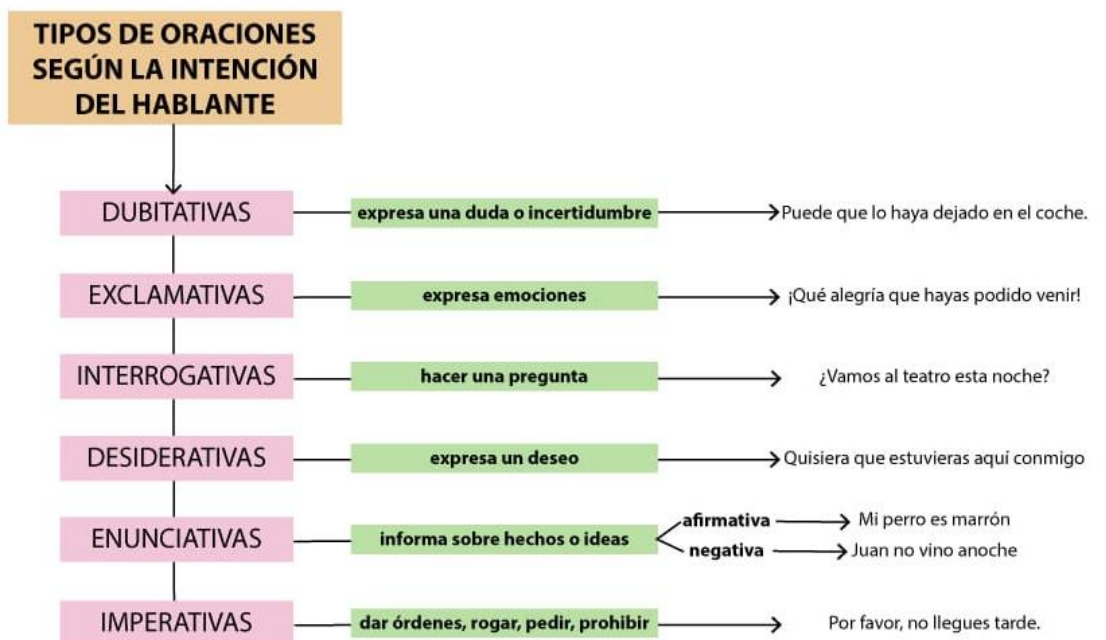 TIPOS DE ORACIONES
SEGÚN LA INTENCIÓN
DEL HABLANTE
DUBITATIVAS
expresa una duda o incertidumbre
Puede que lo haya dejado en el coche.
EXCLAMATIVAS
expresa emociones
¡Qué alegría que hayas podido venir!
INTERROGATIVAS
hacer una pregunta
¿Vamos al teatro esta noche?
DESIDERATIVAS
expresa un deseo
Quisiera que estuvieras aquí conmigo
ENUNCIATIVAS
informa sobre hechos o ideas
afirmativa
Mi perro es marrón
negativa
Juan no vino anoche
IMPERATIVAS
dar órdenes, rogar, pedir, prohibir
Por favor, no llegues tarde.